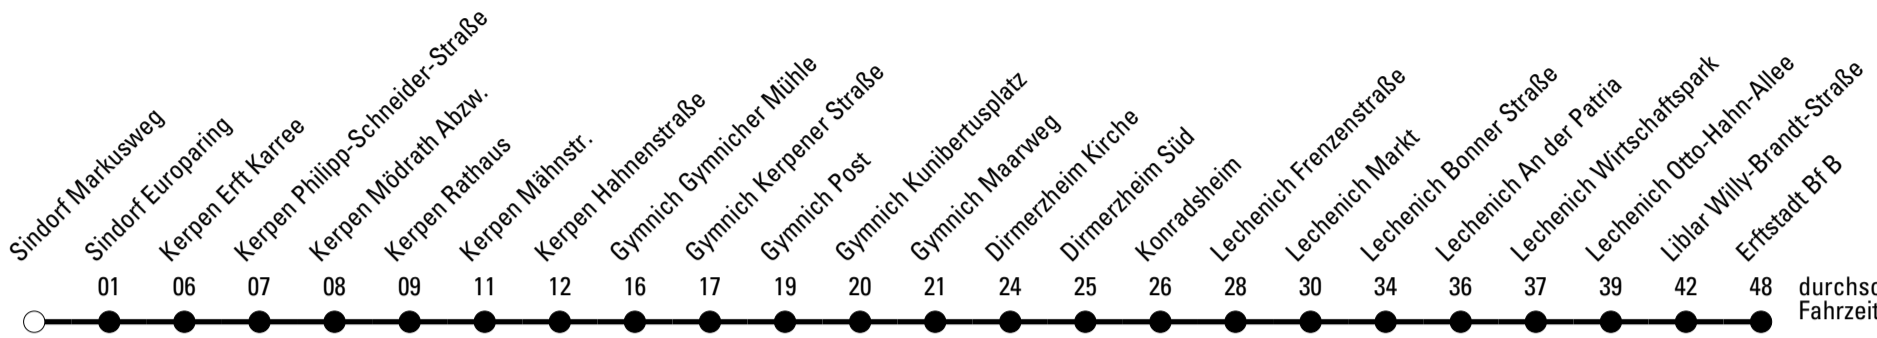 Sindorf Markusweg
Sindorf Europaring
Kerpen Erft Karree
Kerpen Philipp-Schneider-Straße
Kerpen Mödrath Abzw.
Kerpen Rathaus
Kerpen Mähnstr.
Kerpen Hahnenstraße
Gymnich Gymnicher Mühle
Gymnich Kerpener Straße
Gymnich Post
Gymnich Kunibertusplatz
Gymnich Maarweg
Dirmerzheim Kirche
Dirmerzheim Süd
Konradsheim
Lechenich Frenzenstraße
Lechenich Markt
Lechenich Bonner Straße
Lechenich An der Patria
Lechenich Wirtschaftspark
Lechenich Otto-Hahn-Allee
Liblar Willy-Brandt-Straße
Erftstadt Bf B
01 06 07 08 09 11 12 16 17 19 20 21 24 25 26 28 30 34 36 37 39 42 48 durchsc
Fahrzeit